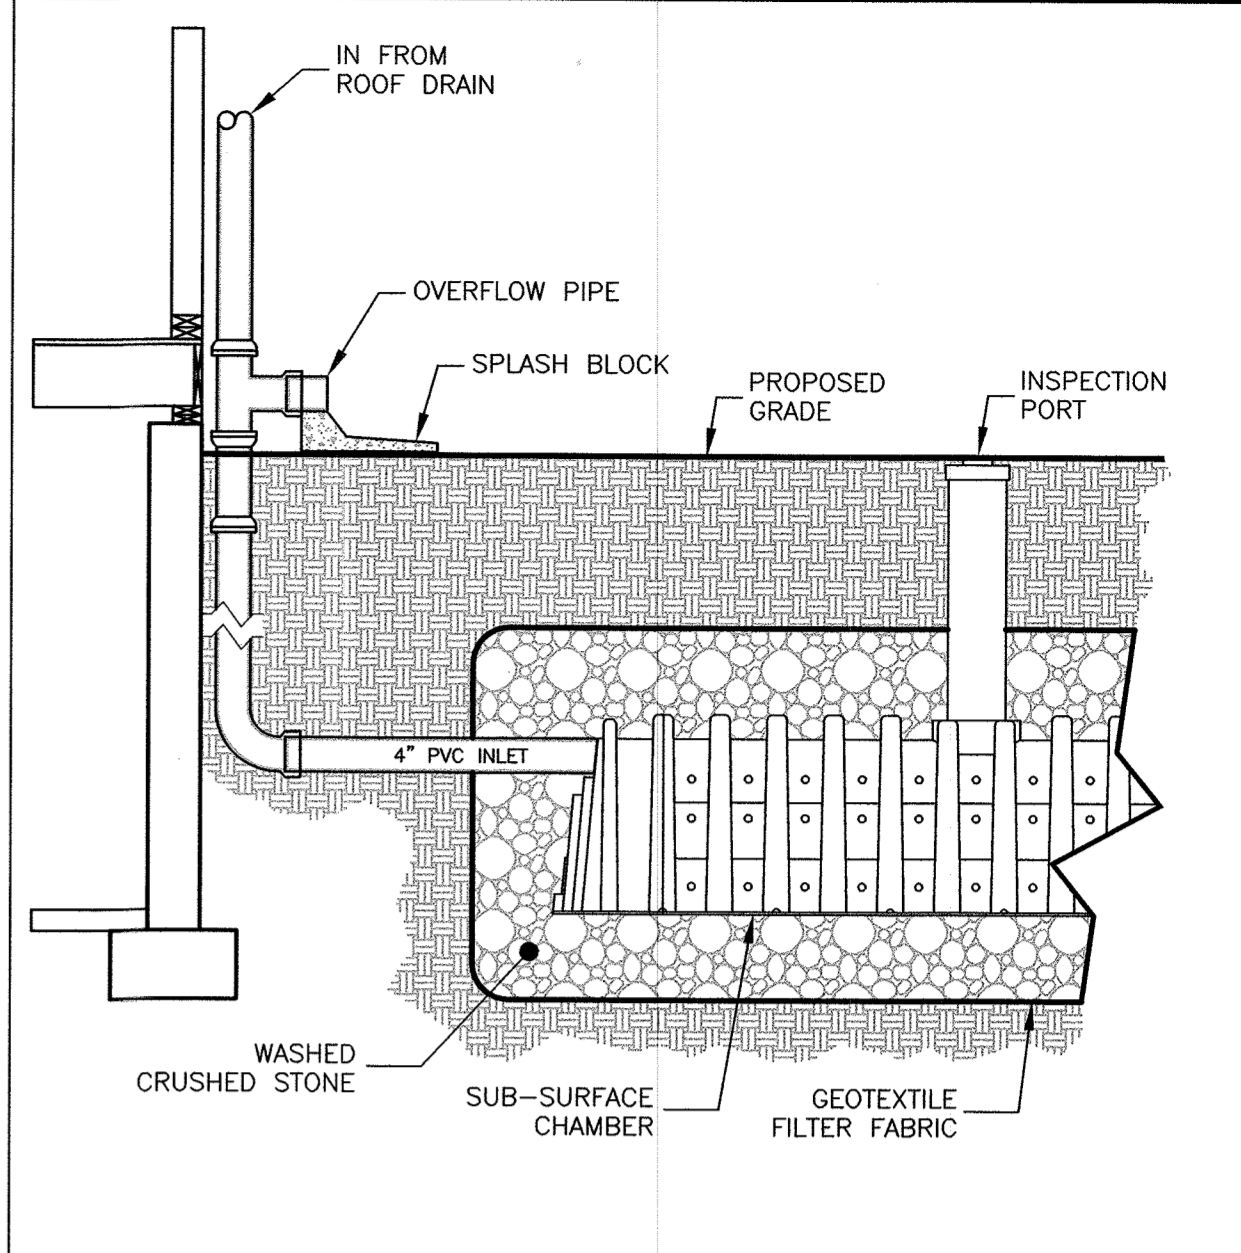 IN FROM
ROOF DRAIN
OVERFLOW PIPE
SPLASH BLOCK
PROPOSED
GRADE
INSPECTION
PORT
4" PVC INLET
WASHED
CRUSHED STONE
SUB-SURFACE
CHAMBER
GEOTEXTILE
FILTER FABRIC